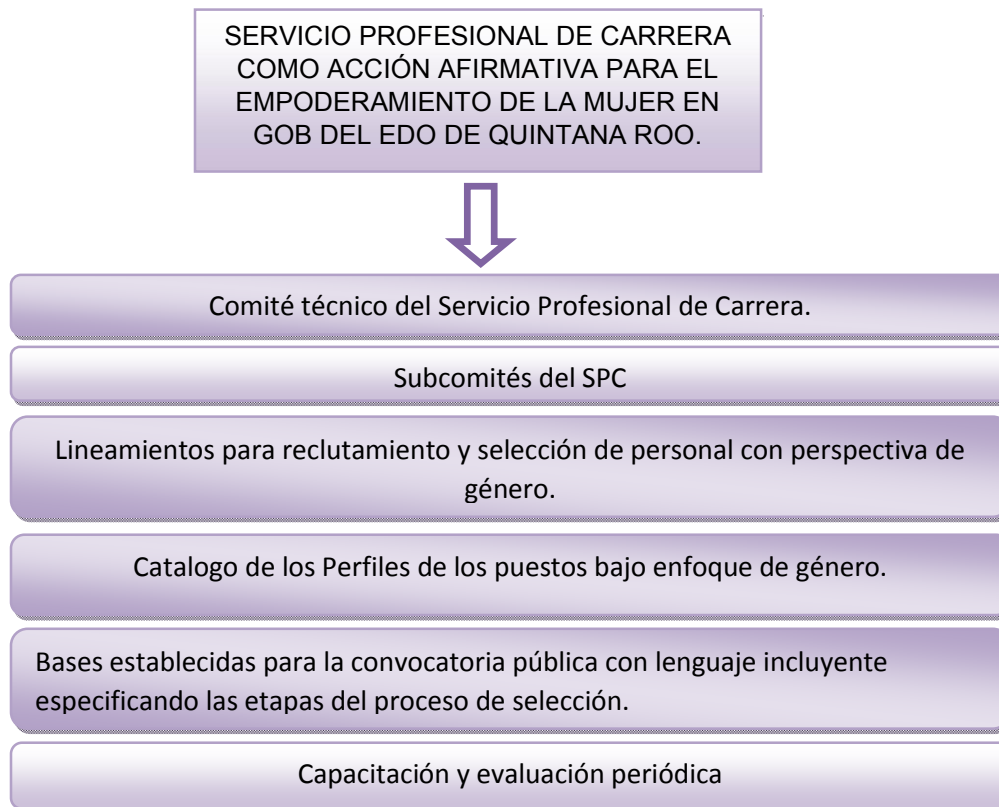 SERVICIO PROFESIONAL DE CARRERA
COMO ACCIÓN AFIRMATIVA PARA EL
EMPODERAMIENTO DE LA MUJER EN
GOB DEL EDO DE QUINTANA ROO.
Comité técnico del Servicio Profesional de Carrera.
Subcomités del SPC
Lineamientos para reclutamiento y selección de personal con perspectiva de
género.
Catalogo de los Perfiles de los puestos bajo enfoque de género.
Bases establecidas para la convocatoria pública con lenguaje incluyente
especificando las etapas del proceso de selección.
Capacitación y evaluación periódica